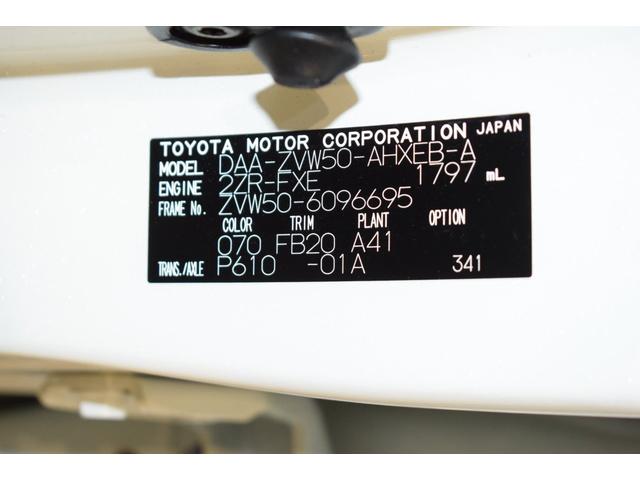 TOYOTA MOTOR CORPORATION JAPAN
MODEL DAA-ZVW50-AHXEB-A
ENGINE 2ZR-FXE 1797 mL
FRAME No. ZVW50-6096695
COLOR TRIM PLANT OPTION
070 FB20 A41
TRANS./AXLE P610 -01A 341